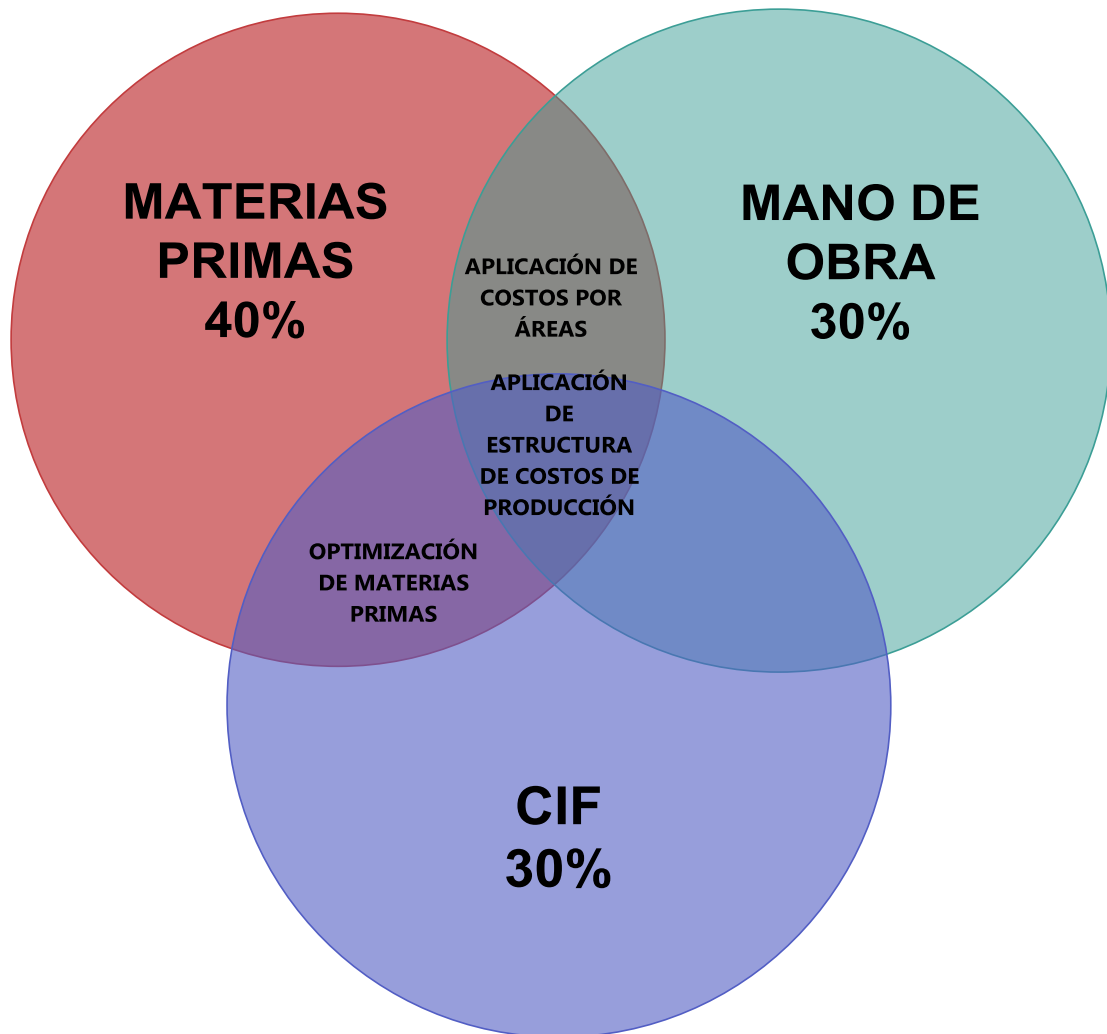 MATERIAS
PRIMAS
40%
MANO DE
OBRA
30%
APLICACIÓN DE
COSTOS POR
ÁREAS
APLICACIÓN
DE
ESTRUCTURA
DE COSTOS DE
PRODUCCIÓN
OPTIMIZACIÓN
DE MATERIAS
PRIMAS
CIF
30%